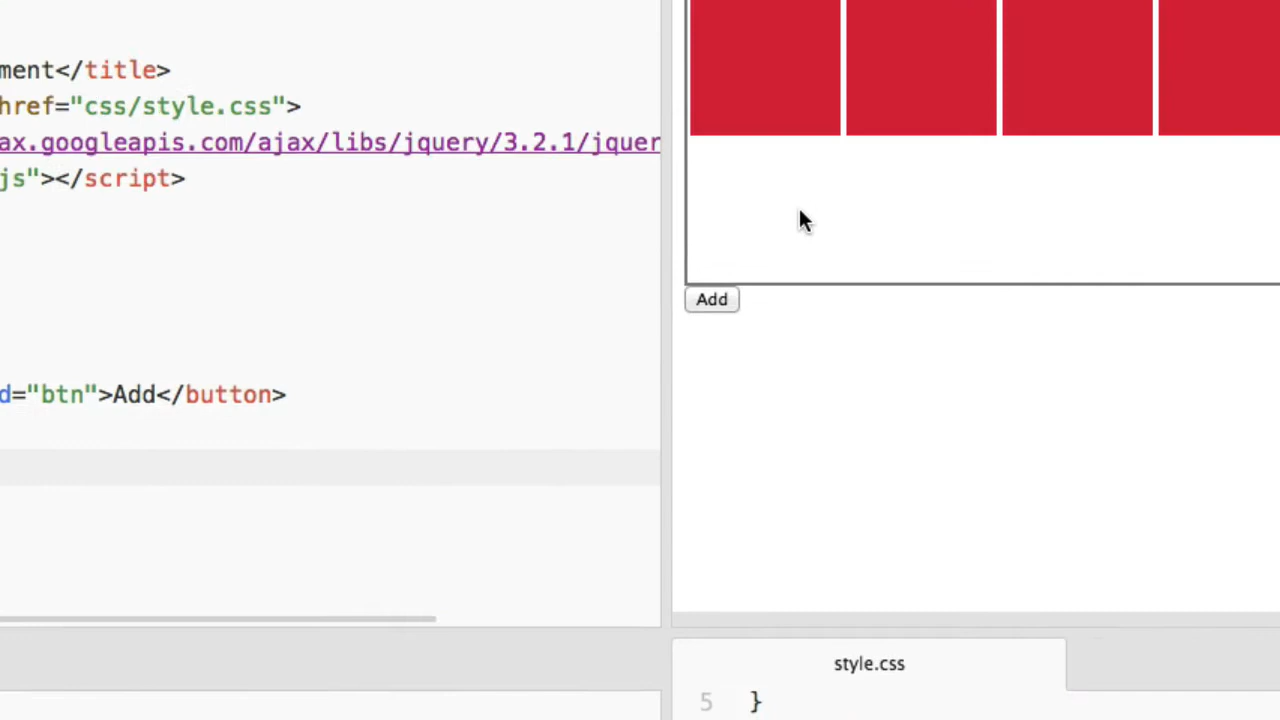 ment</title>
href="css/style.css">
ax.googleapis.com/ajax/libs/jquery/3.2.1/jquer
js"></script>
d="btn">Add</button>
Add
style.css
5 }